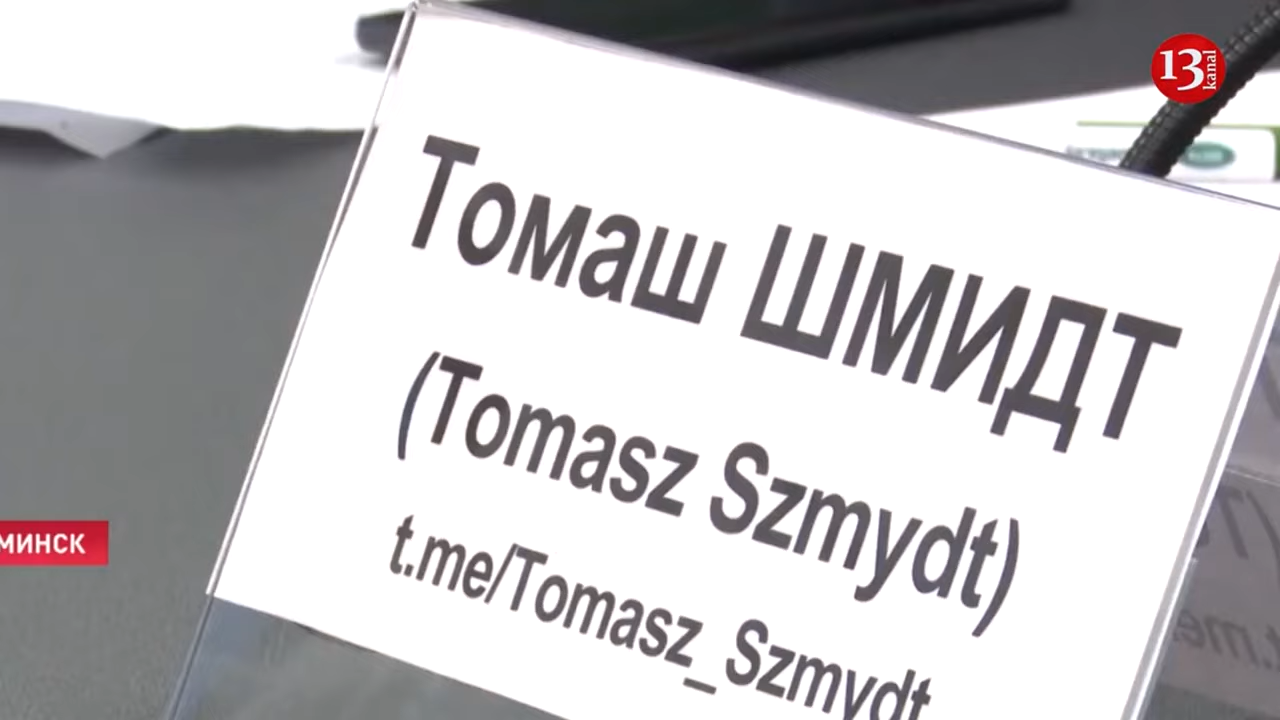 13
kanal
Томаш ШМИДТ
(Tomasz Szmydt)
t.me/Tomasz_Szmydt
МИНСК